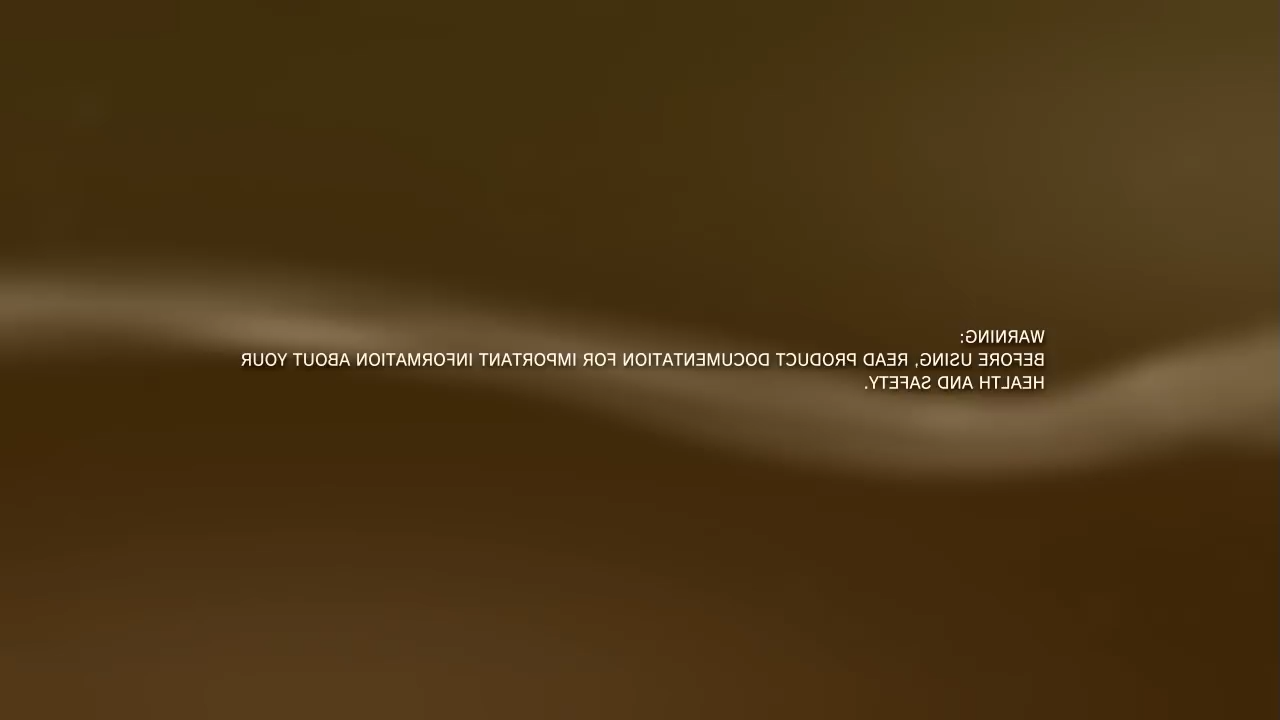 WARNING:
BEFORE USING, READ PRODUCT DOCUMENTATION FOR IMPORTANT INFORMATION ABOUT YOUR
HEALTH AND SAFETY.